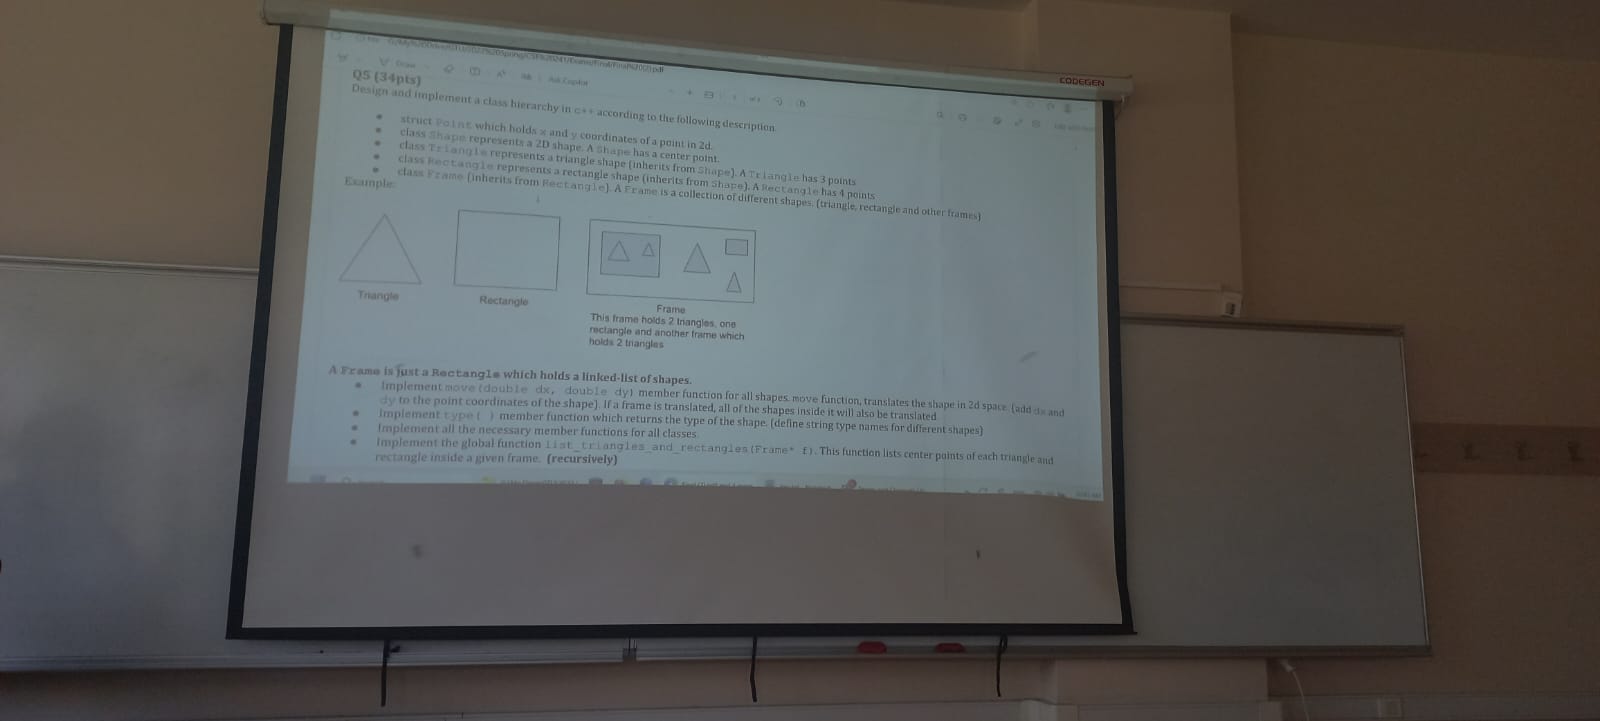 CODEGEN
Draw
Ask Copilot
Q5 (34pts)
Design and implement a class hierarchy in c++ according to the following description.
• struct Point which holds x and y coordinates of a point in 2d.
• class Shape represents a 2D shape. A Shape has a center point.
• class Triangle represents a triangle shape (inherits from Shape). A Triangle has 3 points
• class Rectangle represents a rectangle shape (inherits from Shape). A Rectangle has 4 points
• class Frame (inherits from Rectangle). A Frame is a collection of different shapes. (triangle, rectangle and other frames)
Example:
Triangle
Rectangle
Frame
This frame holds 2 triangles, one
rectangle and another frame which
holds 2 triangles
A Frame is just a Rectangle which holds a linked-list of shapes.
• Implement move(double dx, double dy) member function for all shapes. move function, translates the shape in 2d space. (add dx and
dy to the point coordinates of the shape). If a frame is translated, all of the shapes inside it will also be translated.
• Implement type( ) member function which returns the type of the shape. (define string type names for different shapes)
• Implement all the necessary member functions for all classes.
• Implement the global function list_triangles_and_rectangles(Frame* f). This function lists center points of each triangle and
rectangle inside a given frame. (recursively)